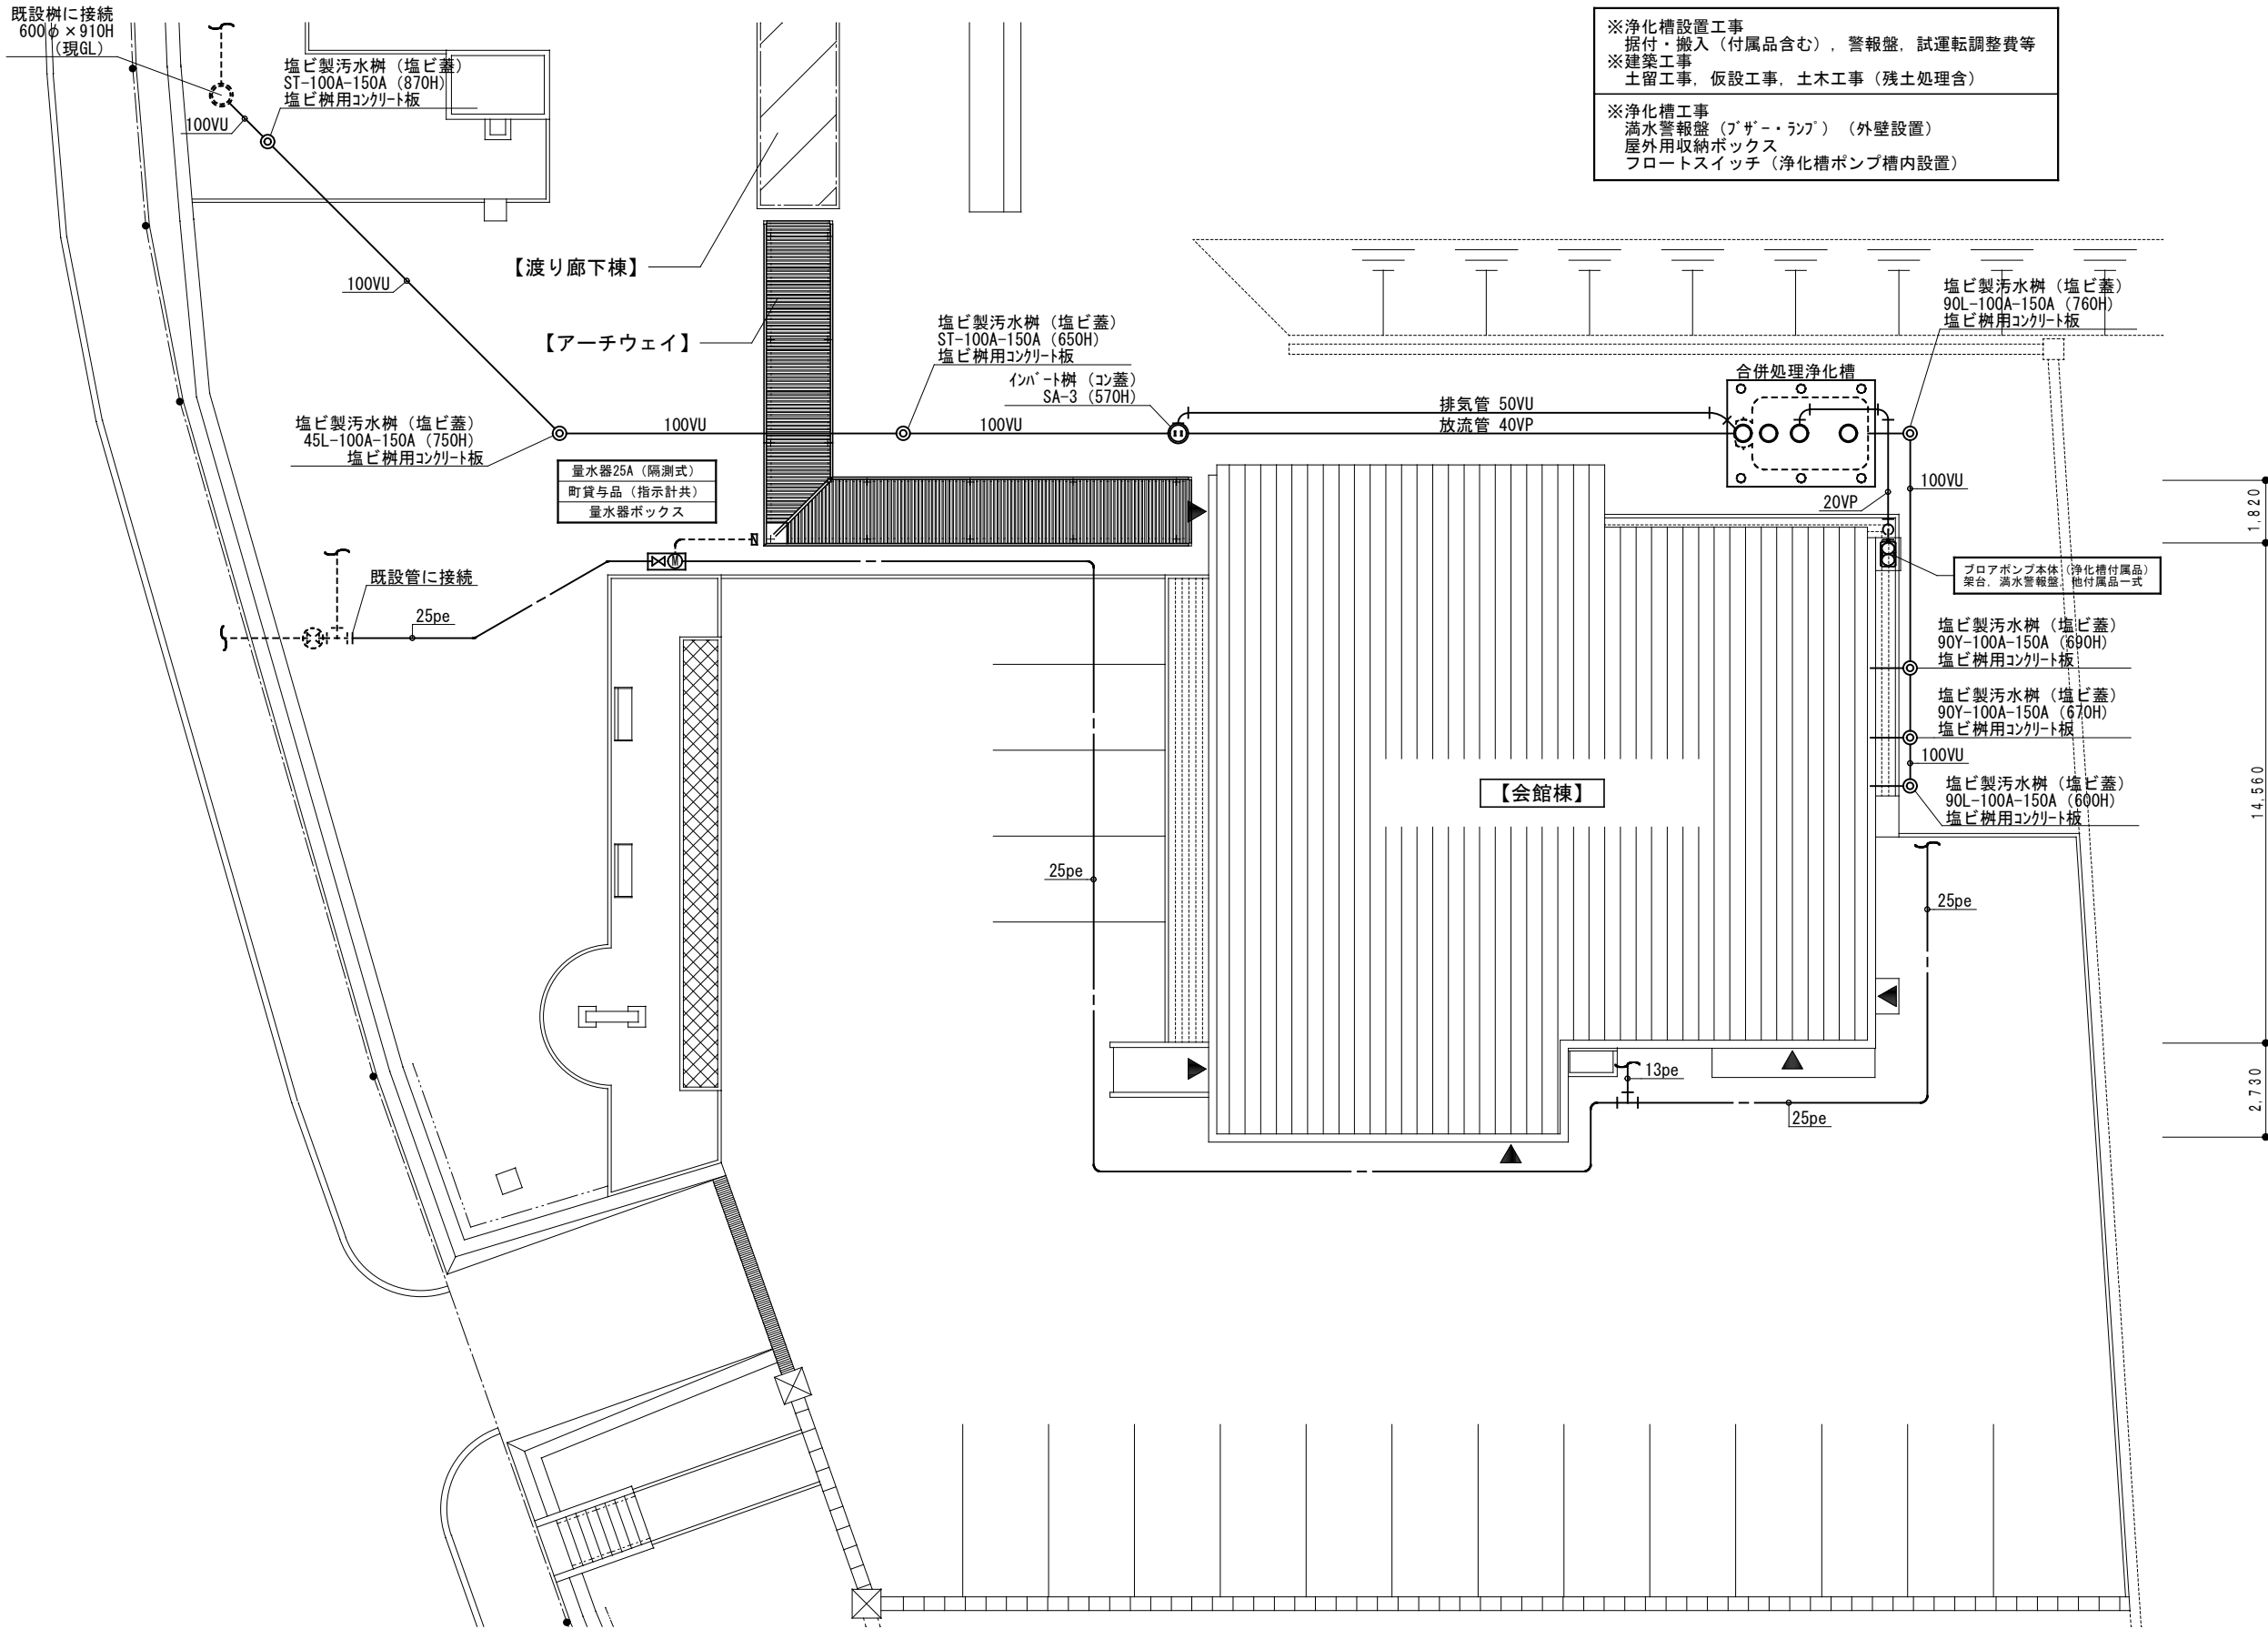 既設桝に接続
600φ×910H
(現GL)
塩ビ製汚水桝(塩ビ蓋)
ST-100A-150A(870H)
塩ビ桝用コンクリート板
100VU
100VU
【渡り廊下棟】
【アーチウェイ】
※浄化槽設置工事
据付・搬入(付属品含む),警報盤,試運転調整費等
※建築工事
土留工事,仮設工事,土木工事(残土処理含)
※浄化槽工事
満水警報盤(ブザー・ランプ)(外壁設置)
屋外用収納ボックス
フロートスイッチ(浄化槽ポンプ槽内設置)
塩ビ製汚水桝(塩ビ蓋)
ST-100A-150A(650H)
塩ビ桝用コンクリート板
インバート桝(コン蓋)
SA-3(570H)
塩ビ製汚水桝(塩ビ蓋)
90L-100A-150A(760H)
塩ビ桝用コンクリート板
合併処理浄化槽
塩ビ製汚水桝(塩ビ蓋)
45L-100A-150A(750H)
塩ビ桝用コンクリート板
100VU
100VU
排気管 50VU
放流管 40VP
量水器25A(隔測式)
町貸与品(指示計共)
量水器ボックス
20VP
100VU
1,820
M
既設管に接続
25pe
ブロアポンプ本体(浄化槽付属品)
架台,満水警報盤,他付属品一式
塩ビ製汚水桝(塩ビ蓋)
90Y-100A-150A(690H)
塩ビ桝用コンクリート板
塩ビ製汚水桝(塩ビ蓋)
90Y-100A-150A(670H)
塩ビ桝用コンクリート板
100VU
塩ビ製汚水桝(塩ビ蓋)
90L-100A-150A(600H)
塩ビ桝用コンクリート板
14,560
【会館棟】
25pe
25pe
13pe
25pe
2,730